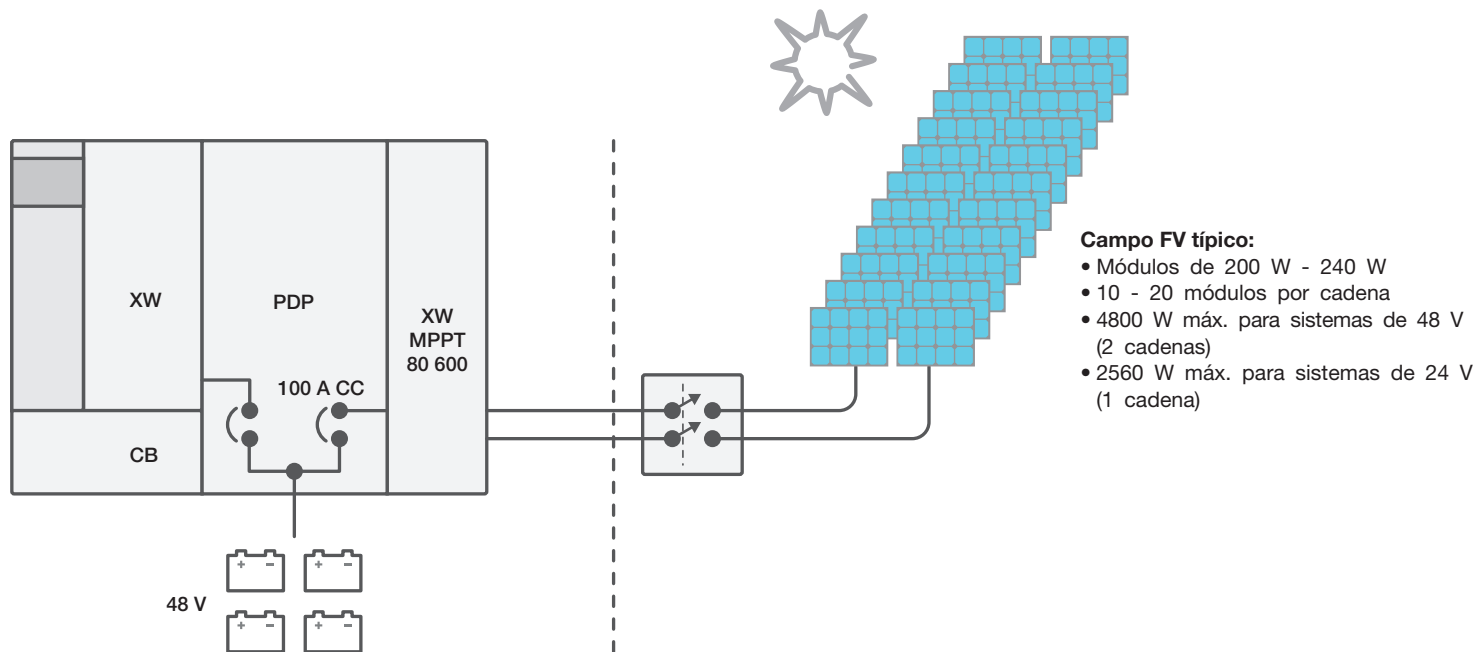 XW
PDP
XW
MPPT
80 600
100 A CC
CB
48 V
+ - + -
+ - + -
Campo FV típico:
• Módulos de 200 W - 240 W
• 10 - 20 módulos por cadena
• 4800 W máx. para sistemas de 48 V
(2 cadenas)
• 2560 W máx. para sistemas de 24 V
(1 cadena)